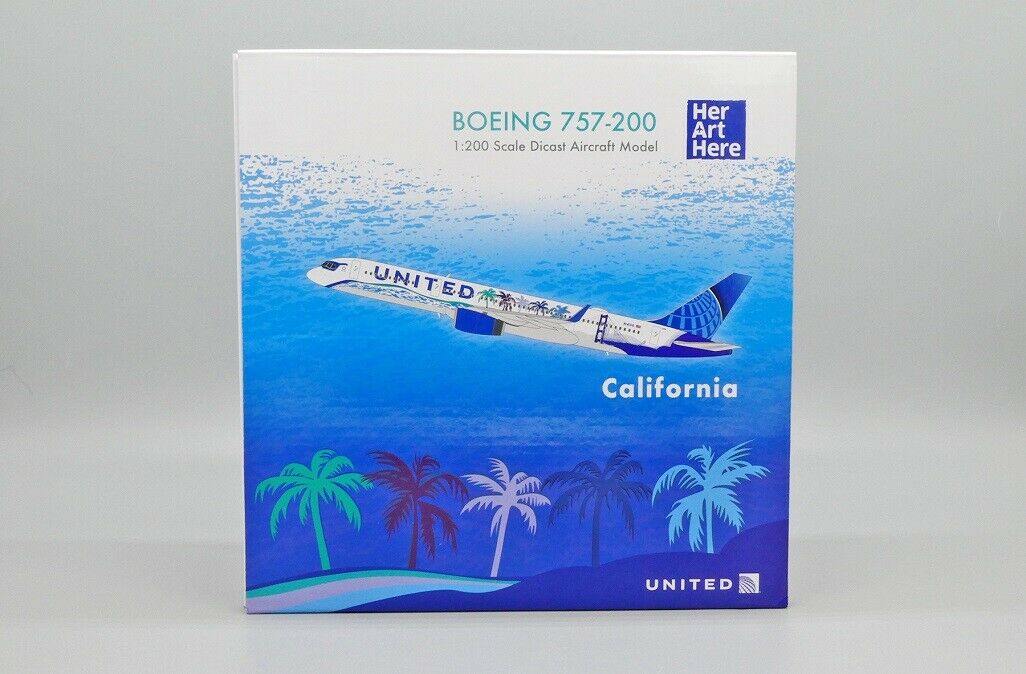 BOEING 757-200
1:200 Scale Dicast Aircraft Model
Her
Art
Here
UNITED
California
UNITED